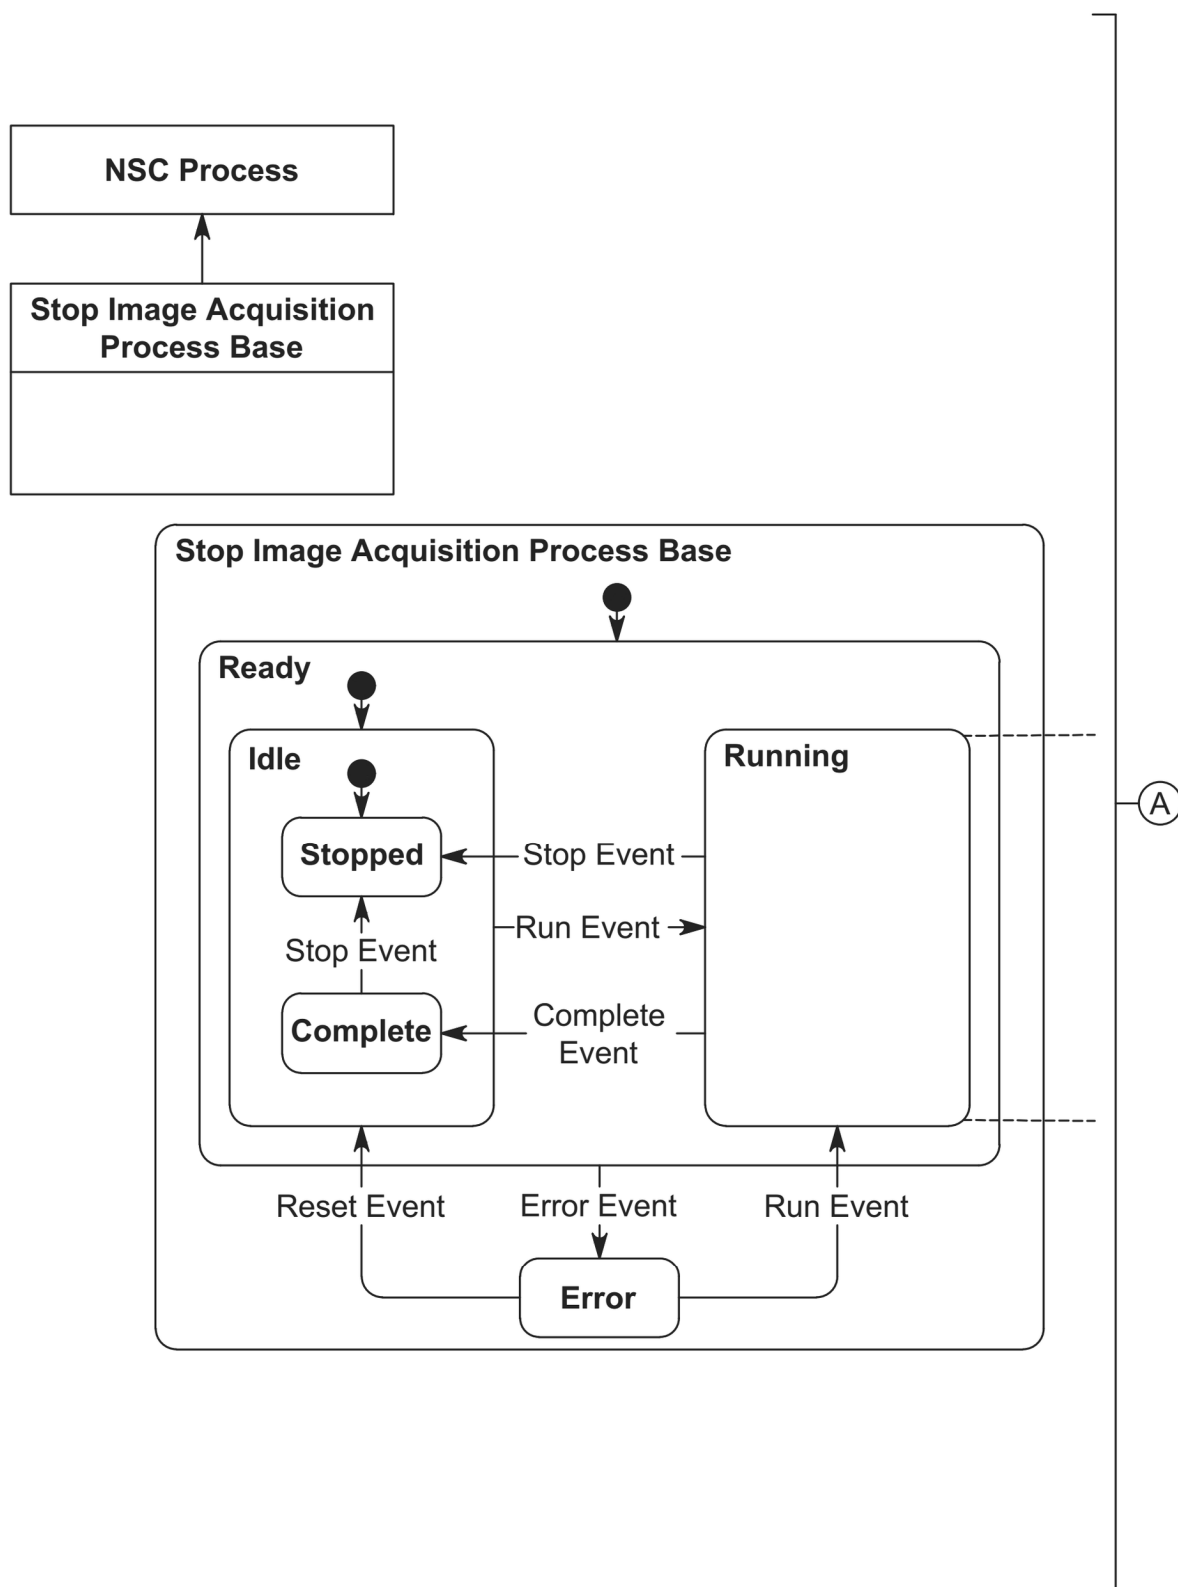 NSC Process
Stop Image Acquisition
Process Base
Stop Image Acquisition Process Base
Ready
Idle
Running
A
Stopped
Stop Event
Run Event
Stop Event
Complete
Complete
Event
Reset Event
Error Event
Run Event
Error